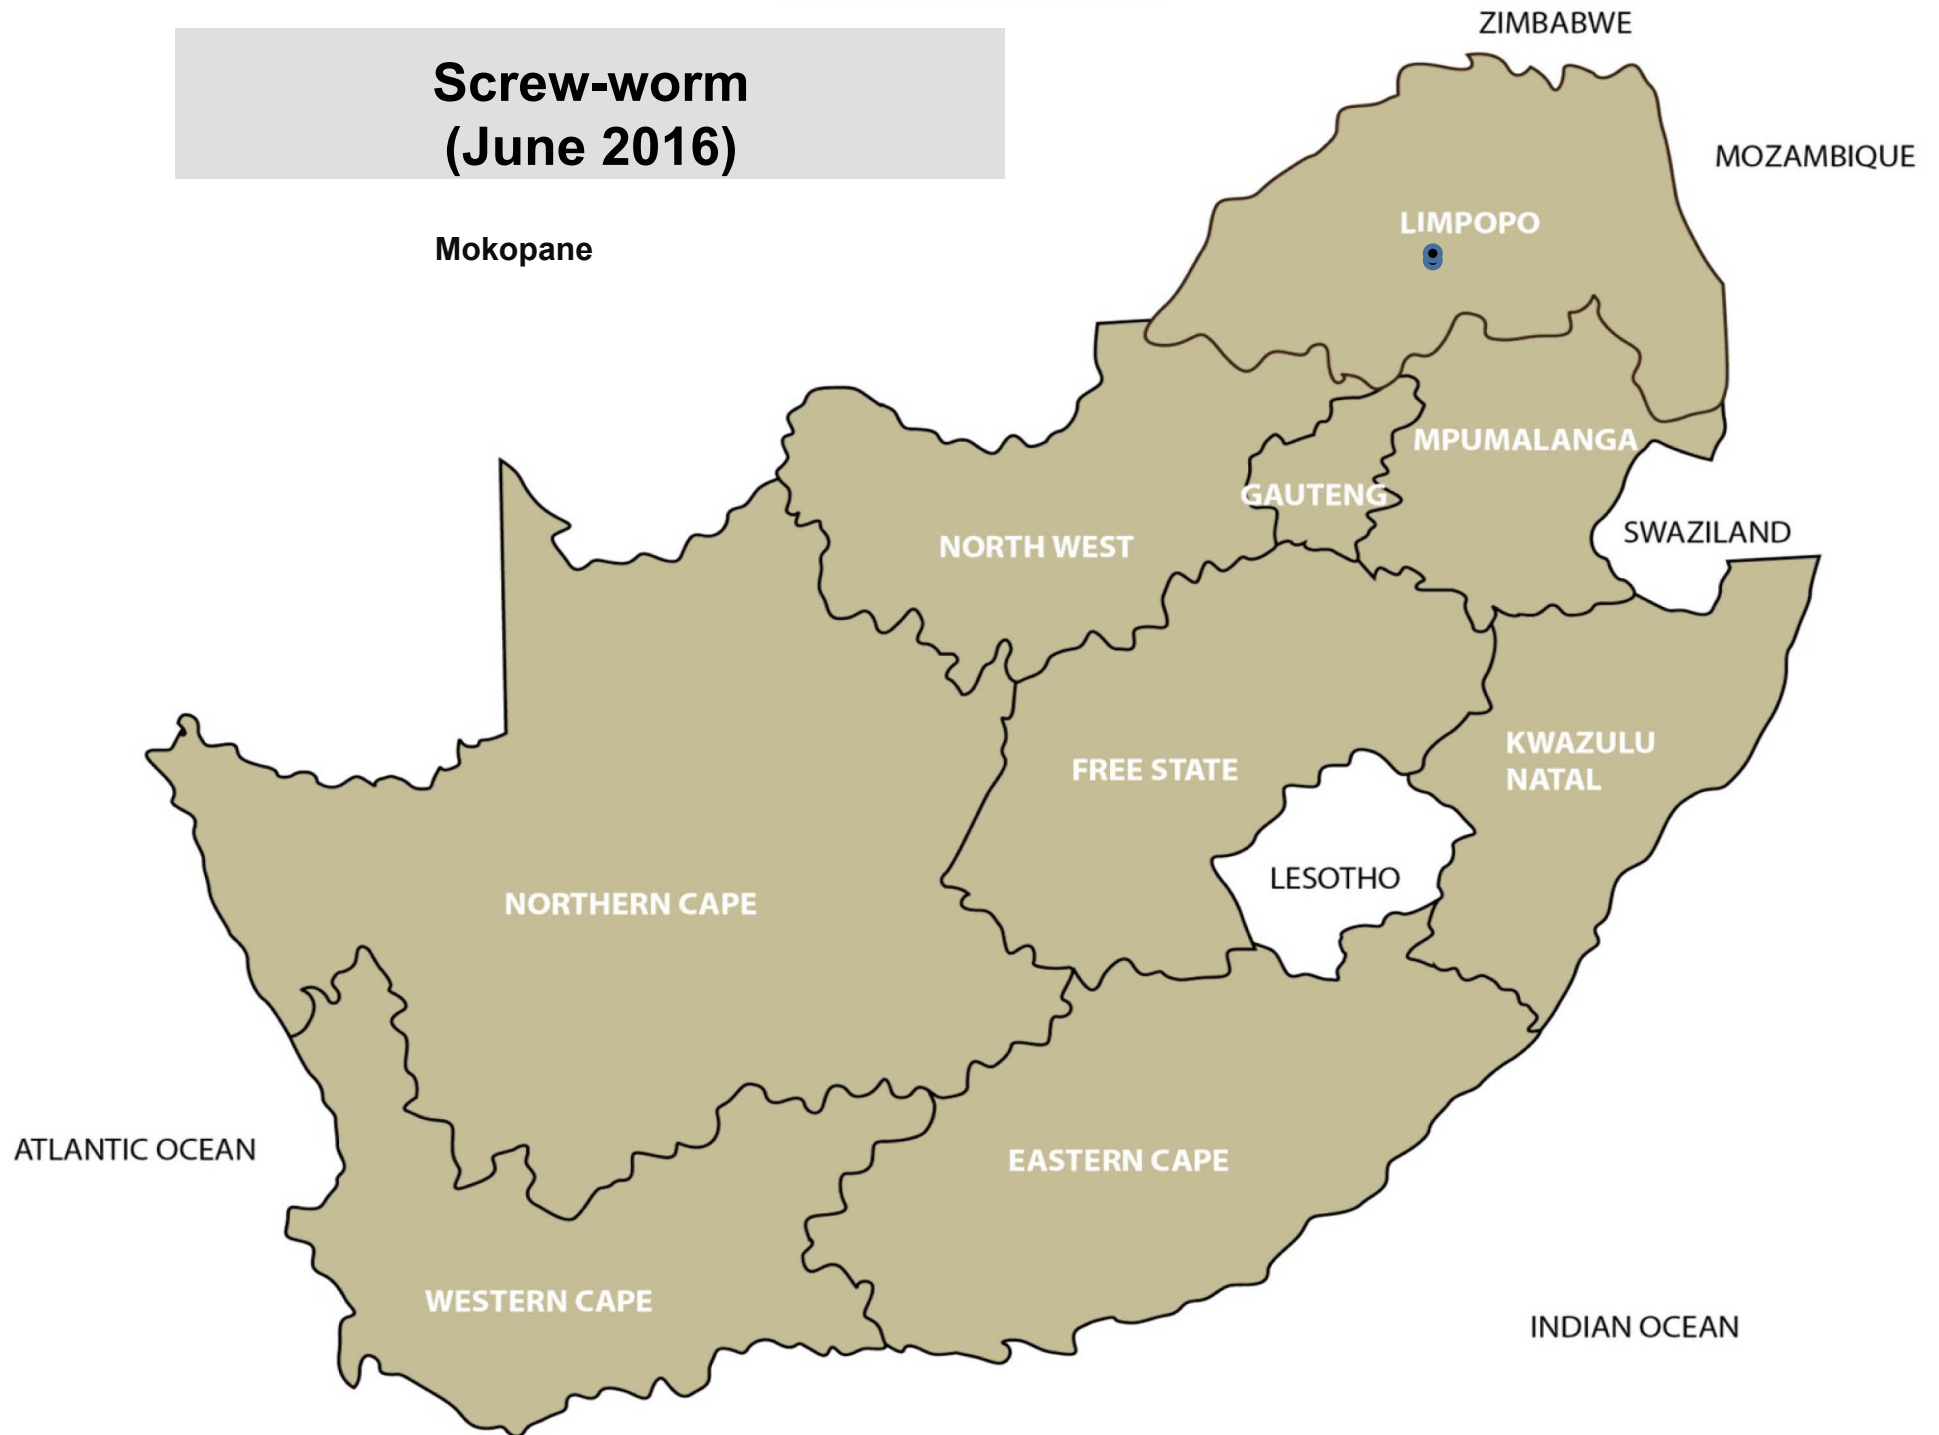 Screw-worm
(June 2016)
Mokopane
ZIMBABWE
MOZAMBIQUE
LIMPOPO
MPUMALANGA
GAUTENG
SWAZILAND
NORTH WEST
KWAZULU
NATAL
FREE STATE
LESOTHO
NORTHERN CAPE
ATLANTIC OCEAN
EASTERN CAPE
WESTERN CAPE
INDIAN OCEAN